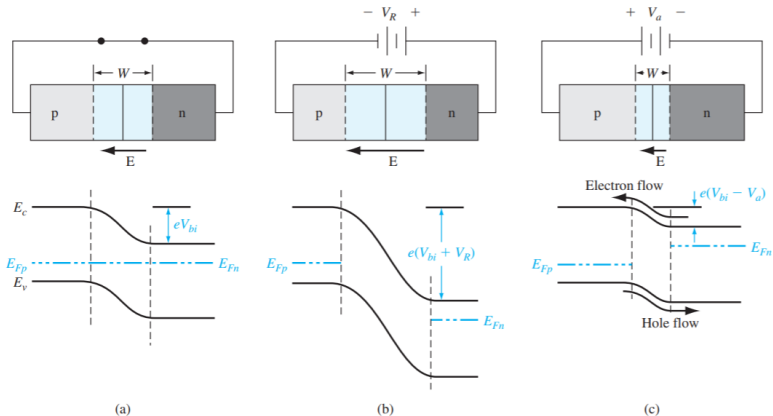 − V_R +
+ V_a −
W
W
W
p
n
p
n
p
n
E
E
E
E_c
eV_bi
E_Fp
E_Fn
E_v
e(V_bi + V_R)
E_Fp
E_Fn
Electron flow
e(V_bi − V_a)
E_Fn
E_Fp
Hole flow
(a)
(b)
(c)